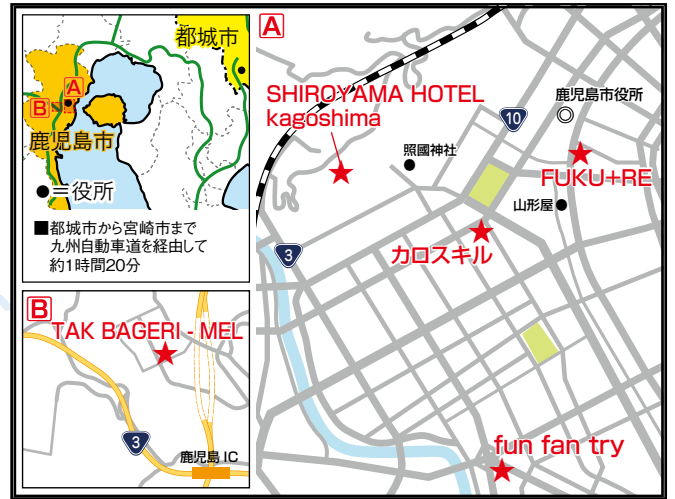 都城市
A
B
鹿児島市
●=役所
■都城市から宮崎市まで
九州自動車道を経由して
約1時間20分
B
TAK BAGERI - MEL
3
鹿児島 IC
A
SHIROYAMA HOTEL
kagoshima
照國神社
10
鹿児島市役所
FUKU+RE
山形屋
カロスキル
3
fun fan try